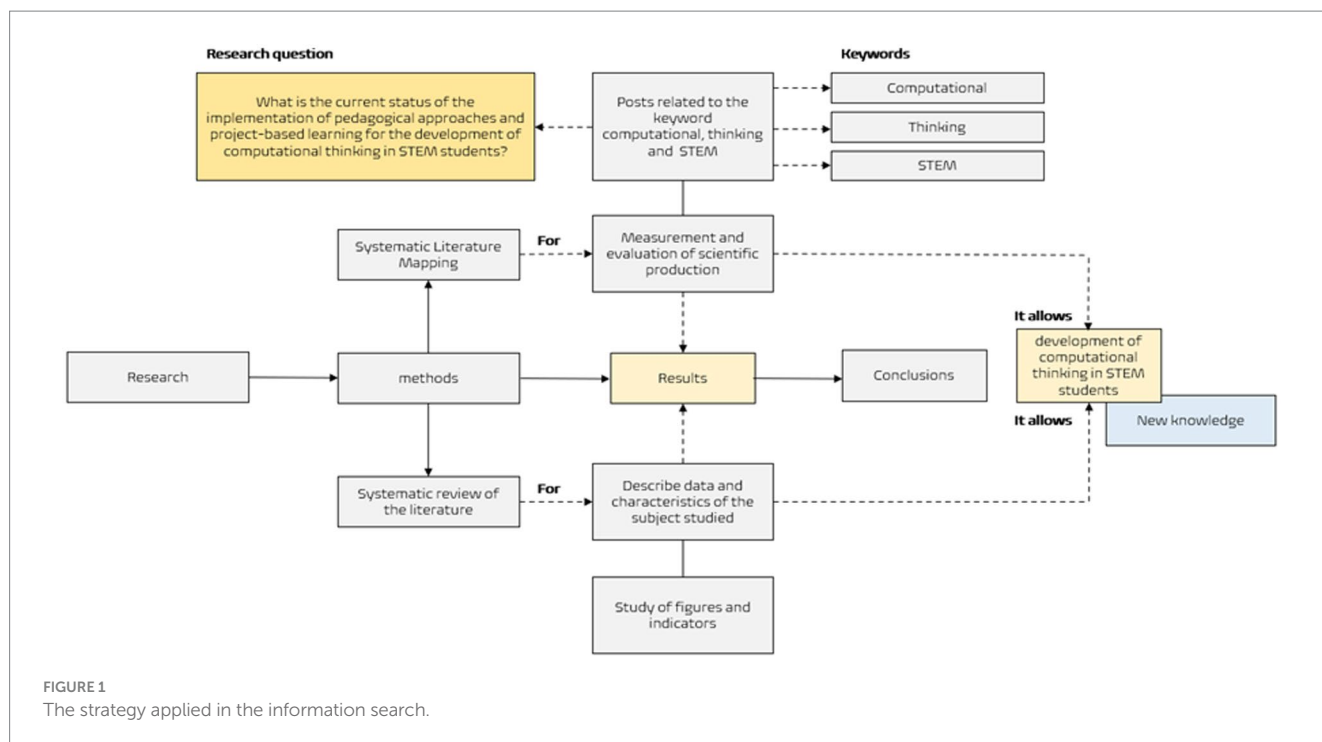 Research question
What is the current status of the
implementation of pedagogical approaches and
project-based learning for the development of
computational thinking in STEM students?
Posts related to the
keyword
computational, thinking
and STEM
Keywords
Computational
Thinking
STEM
Systematic Literature
Mapping
For
Measurement and
evaluation of scientific
production
It allows
development of
computational
thinking in STEM
students
Research
methods
Results
Conclusions
It allows
New knowledge
Systematic review of
the literature
For
Describe data and
characteristics of the
subject studied
Study of figures and
indicators
FIGURE 1
The strategy applied in the information search.